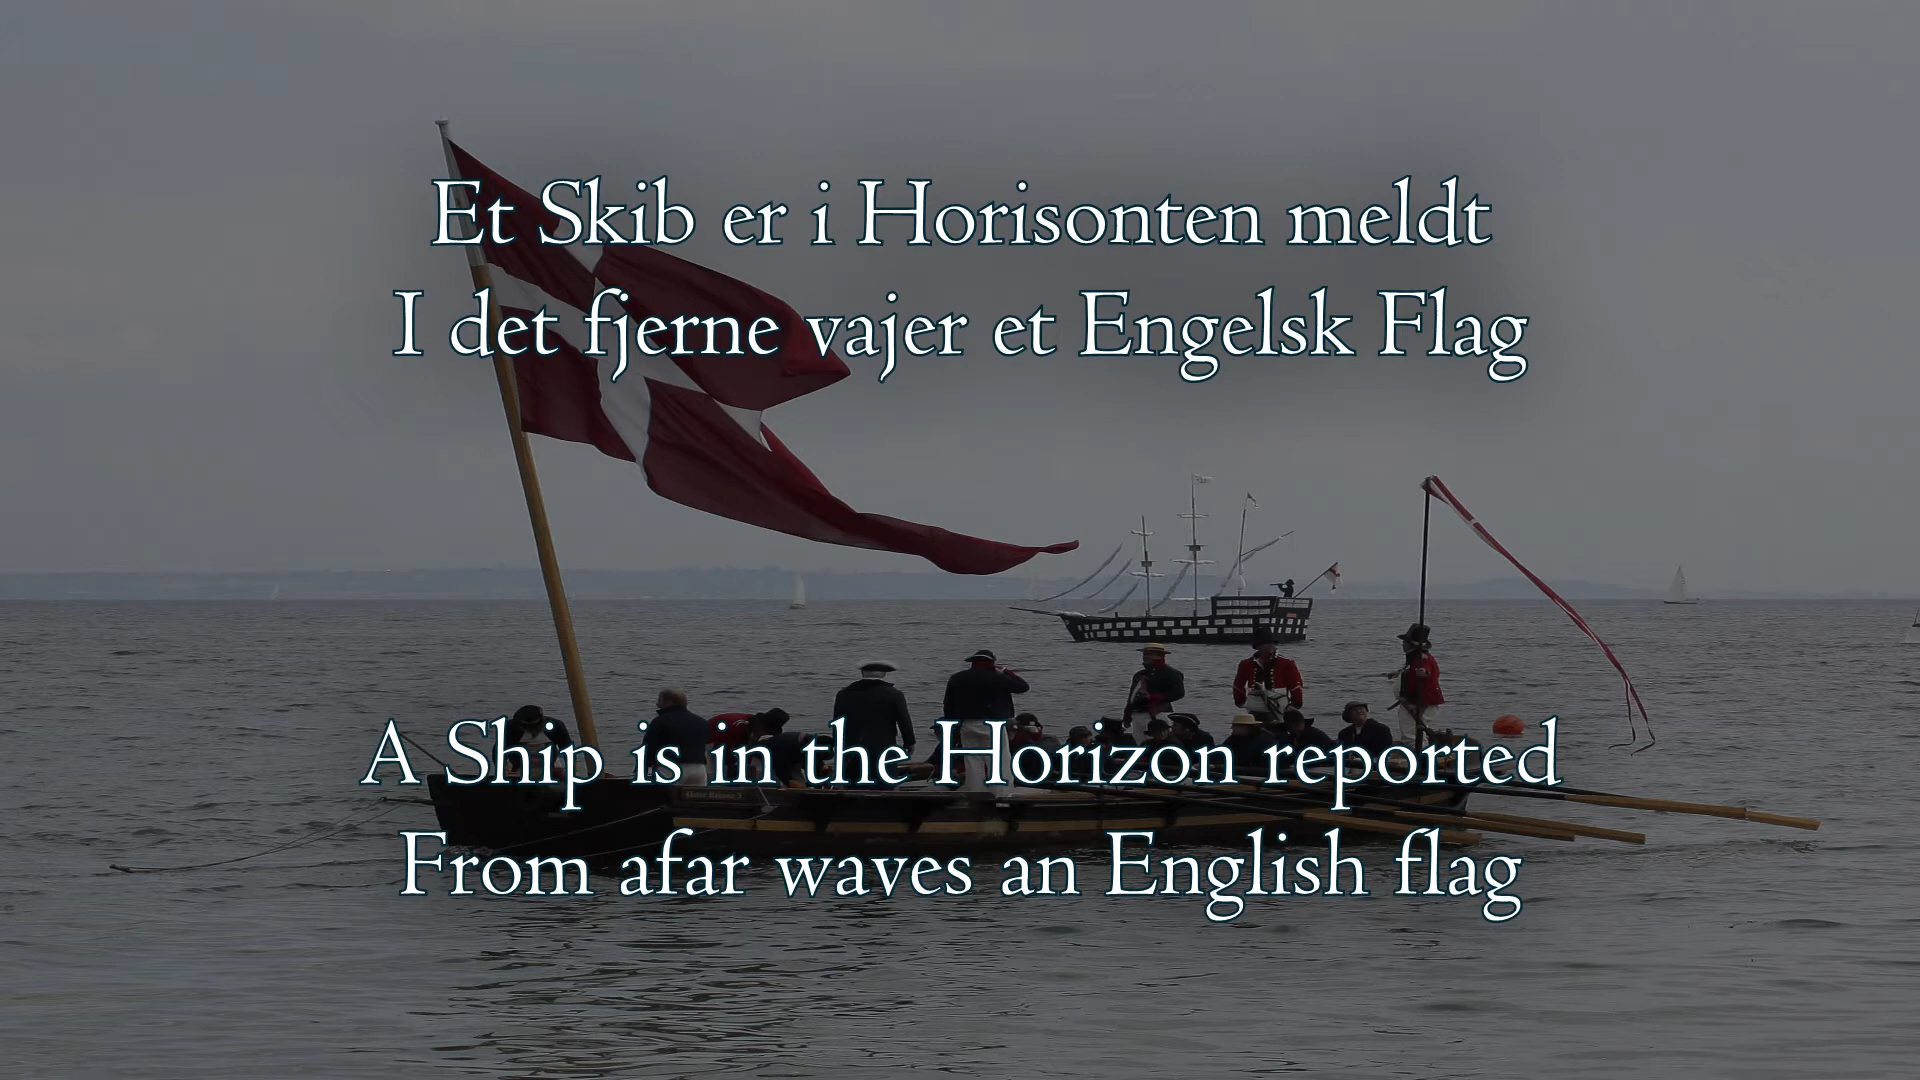 Et Skib er i Horisonten meldt
I det fjerne vajer et Engelsk Flag
A Ship is in the Horizon reported
From afar waves an English flag